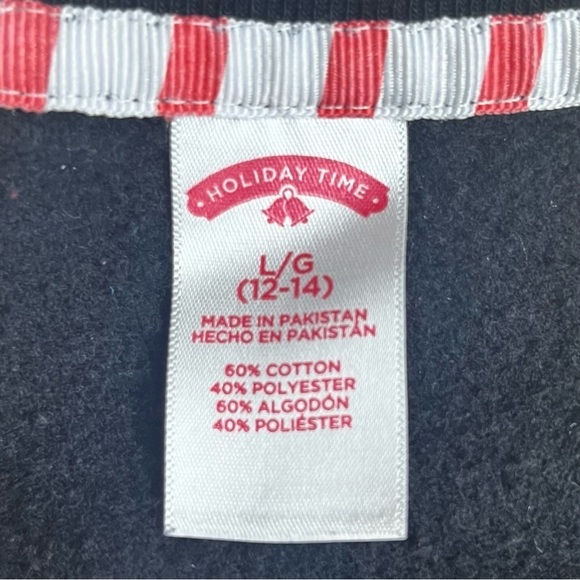 HOLIDAY TIME
L/G
(12-14)
MADE IN PAKISTAN
HECHO EN PAKISTÁN
60% COTTON
40% POLYESTER
60% ALGODÓN
40% POLIÉSTER